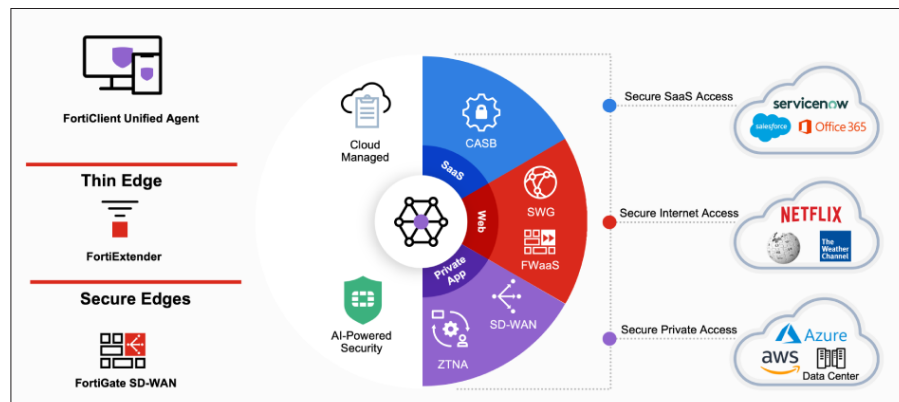 FortiClient Unified Agent
Thin Edge
FortiExtender
Secure Edges
FortiGate SD-WAN
Cloud
Managed
AI-Powered
Security
SaaS
Web
Private
App
CASB
SWG
FWaaS
SD-WAN
ZTNA
Secure SaaS Access
servicenow
salesforce
Office 365
Secure Internet Access
NETFLIX
The
Weather
Channel
Secure Private Access
Azure
aws
Data Center